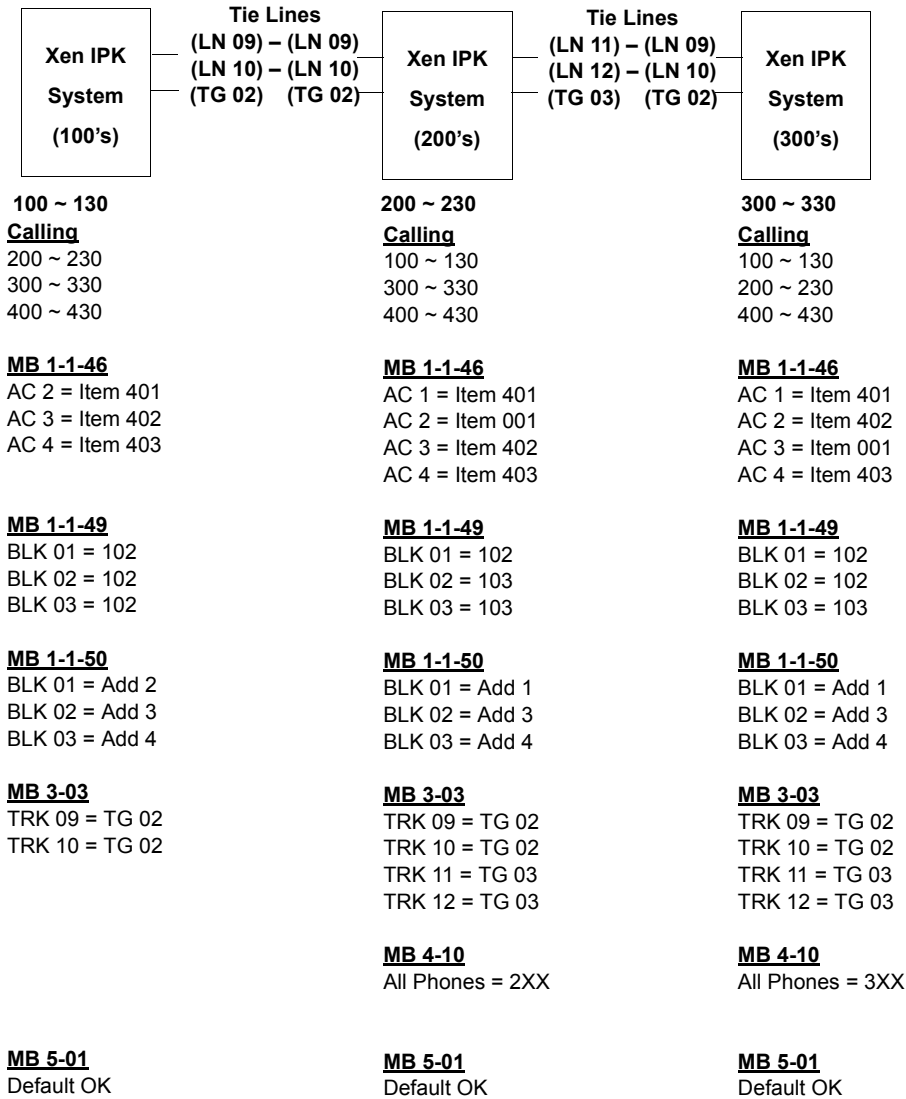 Tie Lines
(LN 09) – (LN 09)
(LN 10) – (LN 10)
(TG 02) (TG 02)
Tie Lines
(LN 11) – (LN 09)
(LN 12) – (LN 10)
(TG 03) (TG 02)
Xen IPK
System
(100's)
Xen IPK
System
(200's)
Xen IPK
System
(300's)
100 ~ 130
Calling
200 ~ 230
300 ~ 330
400 ~ 430
MB 1-1-46
AC 2 = Item 401
AC 3 = Item 402
AC 4 = Item 403
MB 1-1-49
BLK 01 = 102
BLK 02 = 102
BLK 03 = 102
MB 1-1-50
BLK 01 = Add 2
BLK 02 = Add 3
BLK 03 = Add 4
MB 3-03
TRK 09 = TG 02
TRK 10 = TG 02
MB 5-01
Default OK
200 ~ 230
Calling
100 ~ 130
300 ~ 330
400 ~ 430
MB 1-1-46
AC 1 = Item 401
AC 2 = Item 001
AC 3 = Item 402
AC 4 = Item 403
MB 1-1-49
BLK 01 = 102
BLK 02 = 103
BLK 03 = 103
MB 1-1-50
BLK 01 = Add 1
BLK 02 = Add 3
BLK 03 = Add 4
MB 3-03
TRK 09 = TG 02
TRK 10 = TG 02
TRK 11 = TG 03
TRK 12 = TG 03
MB 4-10
All Phones = 2XX
MB 5-01
Default OK
300 ~ 330
Calling
100 ~ 130
200 ~ 230
400 ~ 430
MB 1-1-46
AC 1 = Item 401
AC 2 = Item 402
AC 3 = Item 001
AC 4 = Item 403
MB 1-1-49
BLK 01 = 102
BLK 02 = 102
BLK 03 = 103
MB 1-1-50
BLK 01 = Add 1
BLK 02 = Add 3
BLK 03 = Add 4
MB 3-03
TRK 09 = TG 02
TRK 10 = TG 02
TRK 11 = TG 03
TRK 12 = TG 03
MB 4-10
All Phones = 3XX
MB 5-01
Default OK